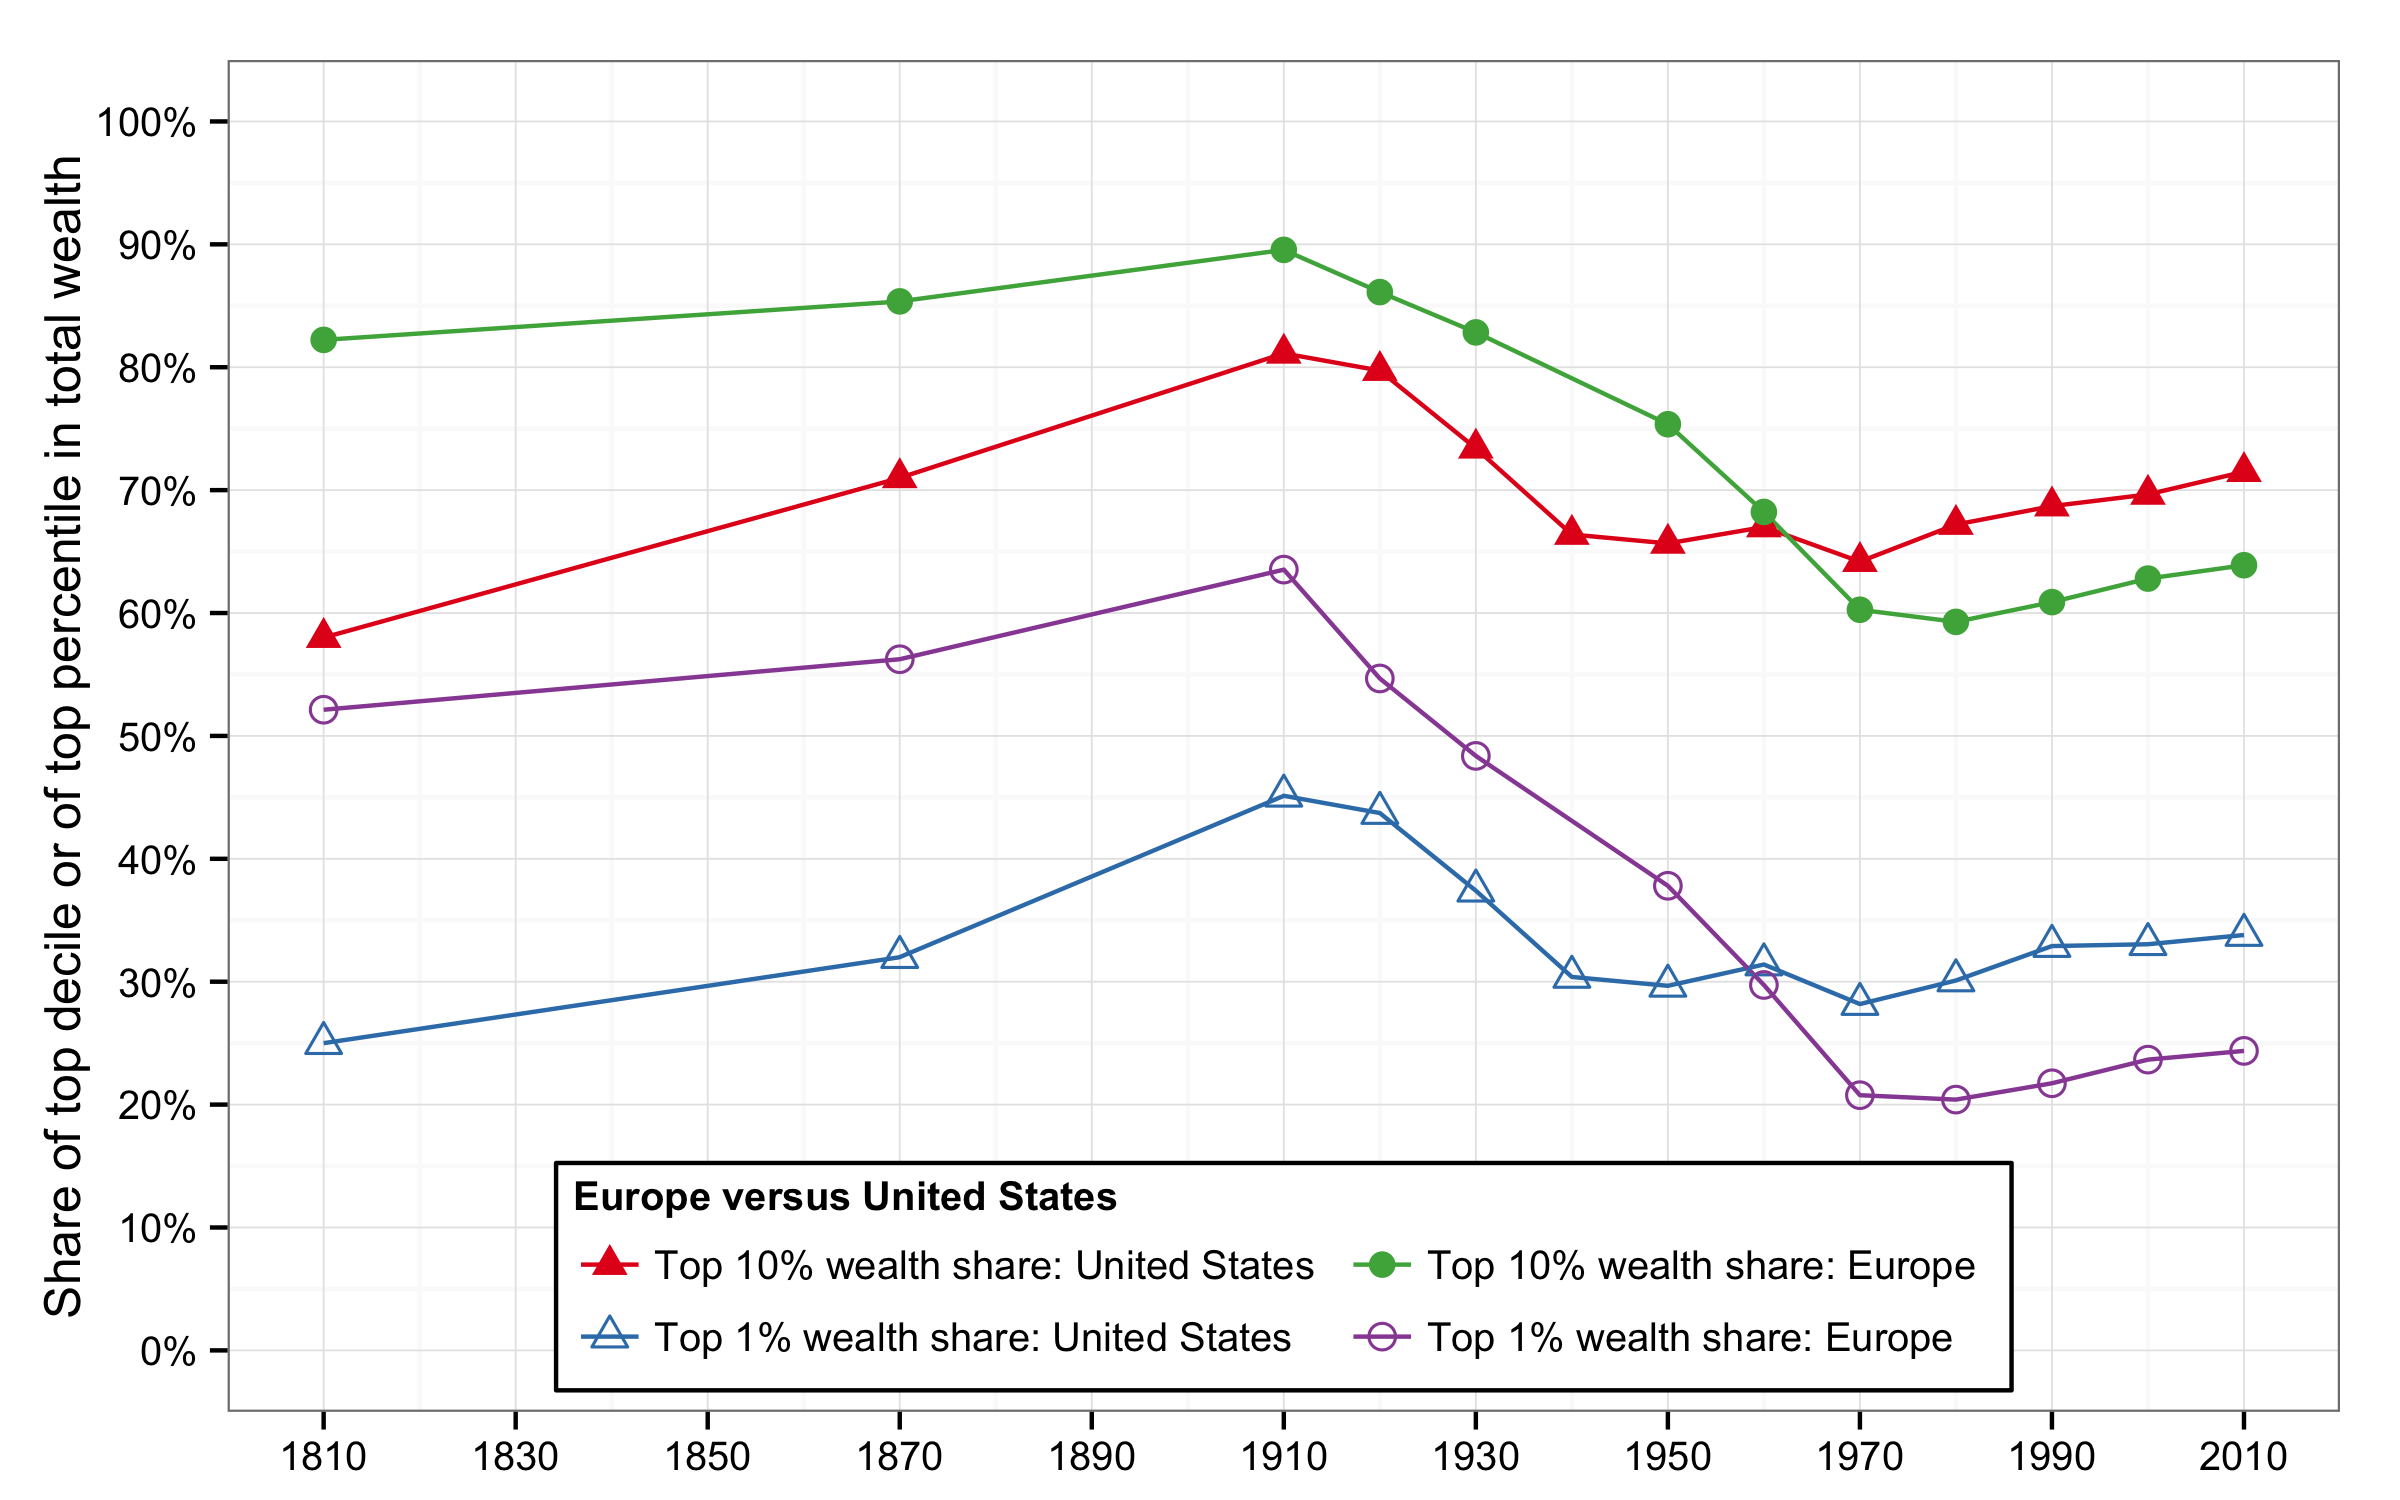 Share of top decile or of top percentile in total wealth
100%
90%
80%
70%
60%
50%
40%
30%
20%
10%
0%
Europe versus United States
Top 10% wealth share: United States
Top 10% wealth share: Europe
Top 1% wealth share: United States
Top 1% wealth share: Europe
1810 1830 1850 1870 1890 1910 1930 1950 1970 1990 2010